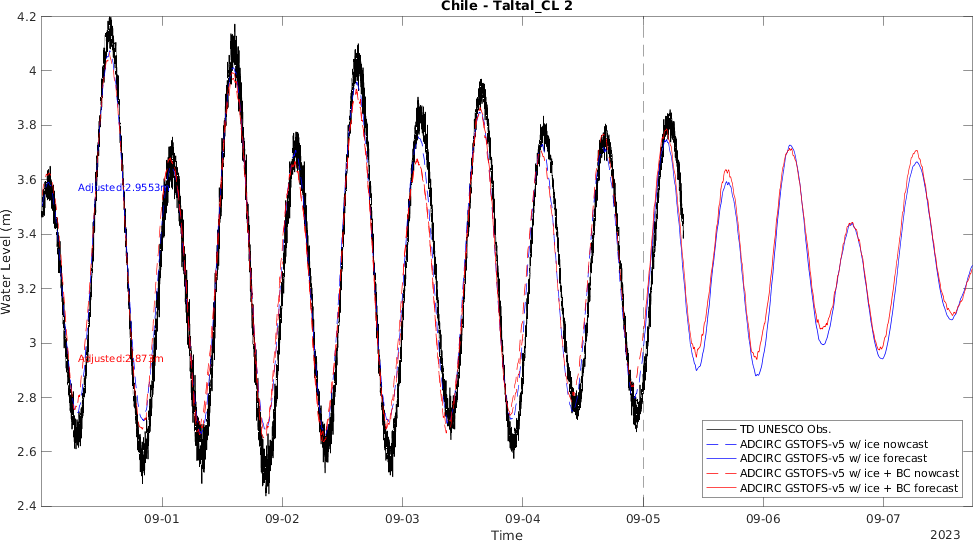 Chile - Taltal_CL 2
4.2
4
3.8
3.6
3.4
3.2
3
2.8
2.6
2.4
Water Level (m)
Adjusted:2.9553m
Adjusted:2.873m
TD UNESCO Obs.
ADCIRC GSTOFS-v5 w/ ice nowcast
ADCIRC GSTOFS-v5 w/ ice forecast
ADCIRC GSTOFS-v5 w/ ice + BC nowcast
ADCIRC GSTOFS-v5 w/ ice + BC forecast
09-01
09-02
09-03
09-04
09-05
09-06
09-07
Time
2023